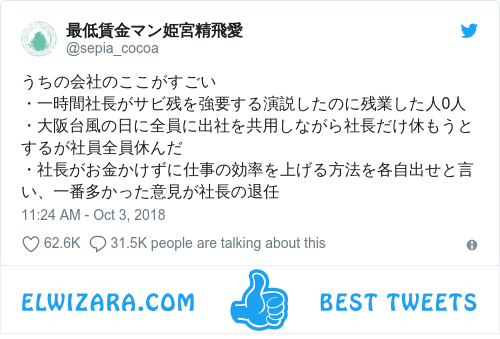 最低賃金マン姫宮精飛愛
@sepia_cocoa
うちの会社のここがすごい
・一時間社長がサビ残を強要する演説したのに残業した人0人
・大阪台風の日に全員に出社を共用しながら社長だけ休もうと
するが社員全員休んだ
・社長がお金かけずに仕事の効率を上げる方法を各自出せと言
い、一番多かった意見が社長の退任
11:24 AM - Oct 3, 2018
62.6K 31.5K people are talking about this
ELWIZARA.COM BEST TWEETS